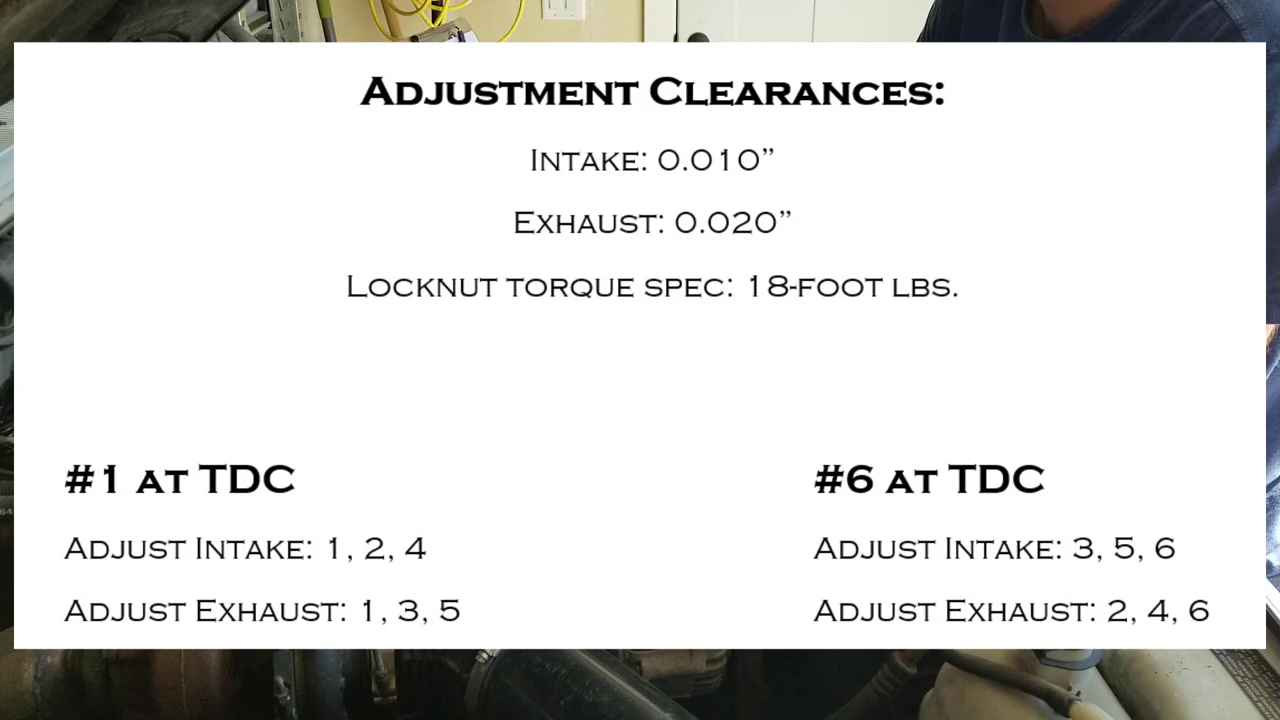 Adjustment Clearances:
Intake: 0.010”
Exhaust: 0.020”
Locknut torque spec: 18-foot lbs.
#1 at TDC
Adjust Intake: 1, 2, 4
Adjust Exhaust: 1, 3, 5
#6 at TDC
Adjust Intake: 3, 5, 6
Adjust Exhaust: 2, 4, 6